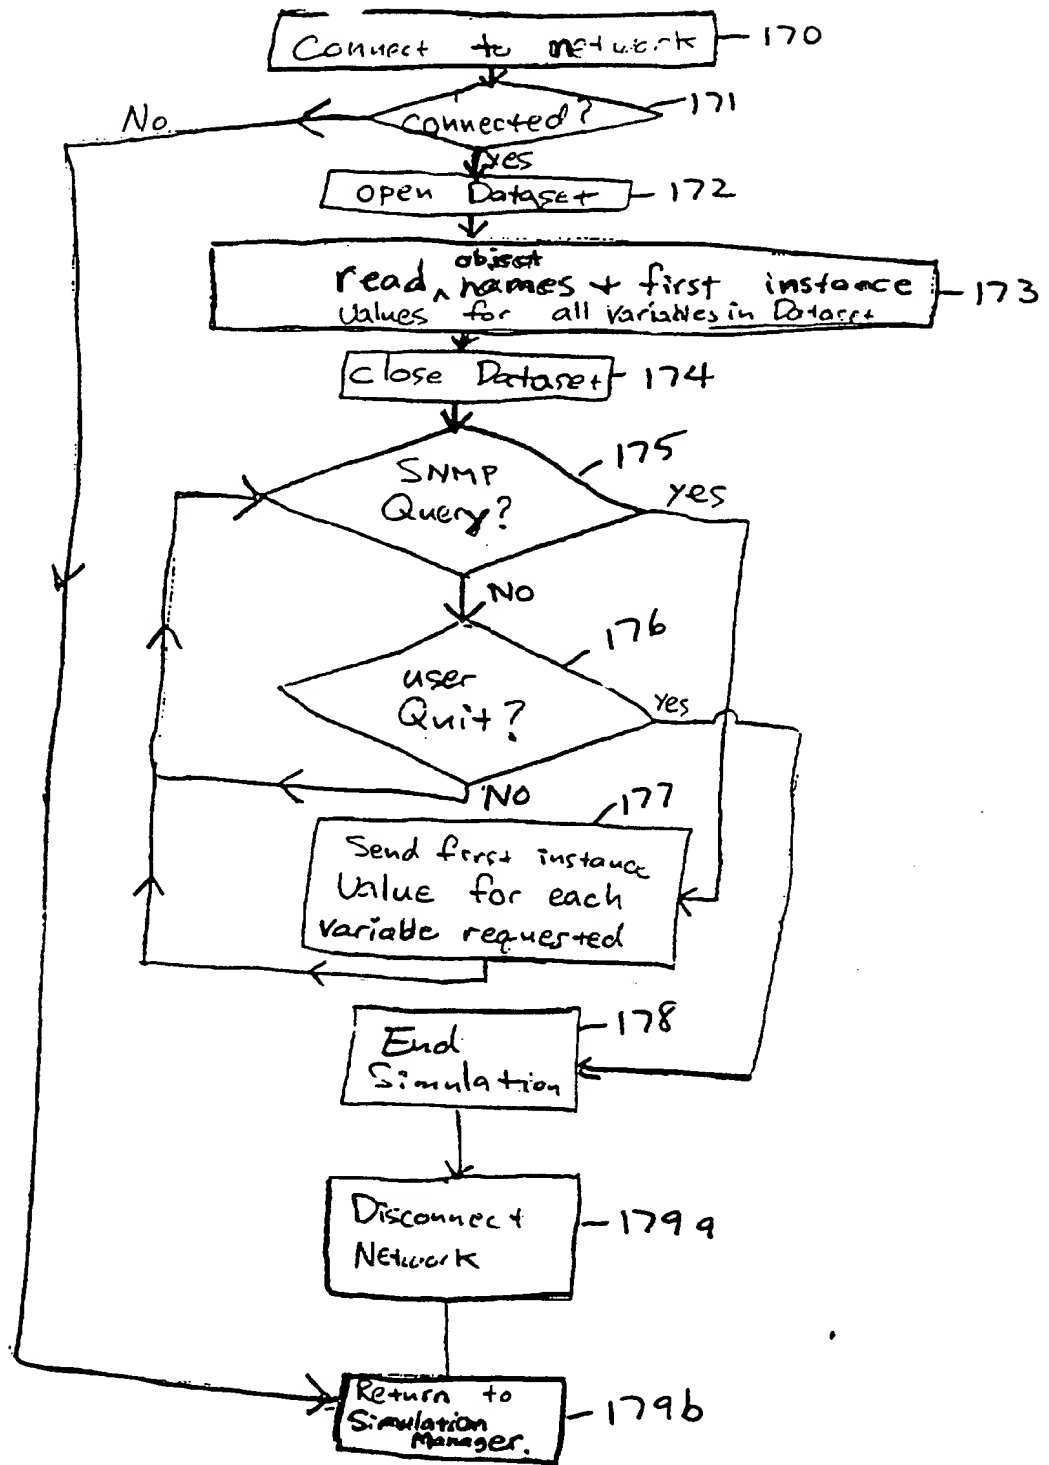 Connect to network
170
connected?
171
No
yes
open Dataset
172
object
read ^ names + first instance
Values for all variables in Dataset
173
Close Dataset
174
SNMP
Query?
175
yes
NO
user
Quit?
176
Yes
NO
177
Send first instance
Value for each
variable requested
End
Simulation
178
Disconnect
Network
179a
Return to
Simulation
Manager.
179b